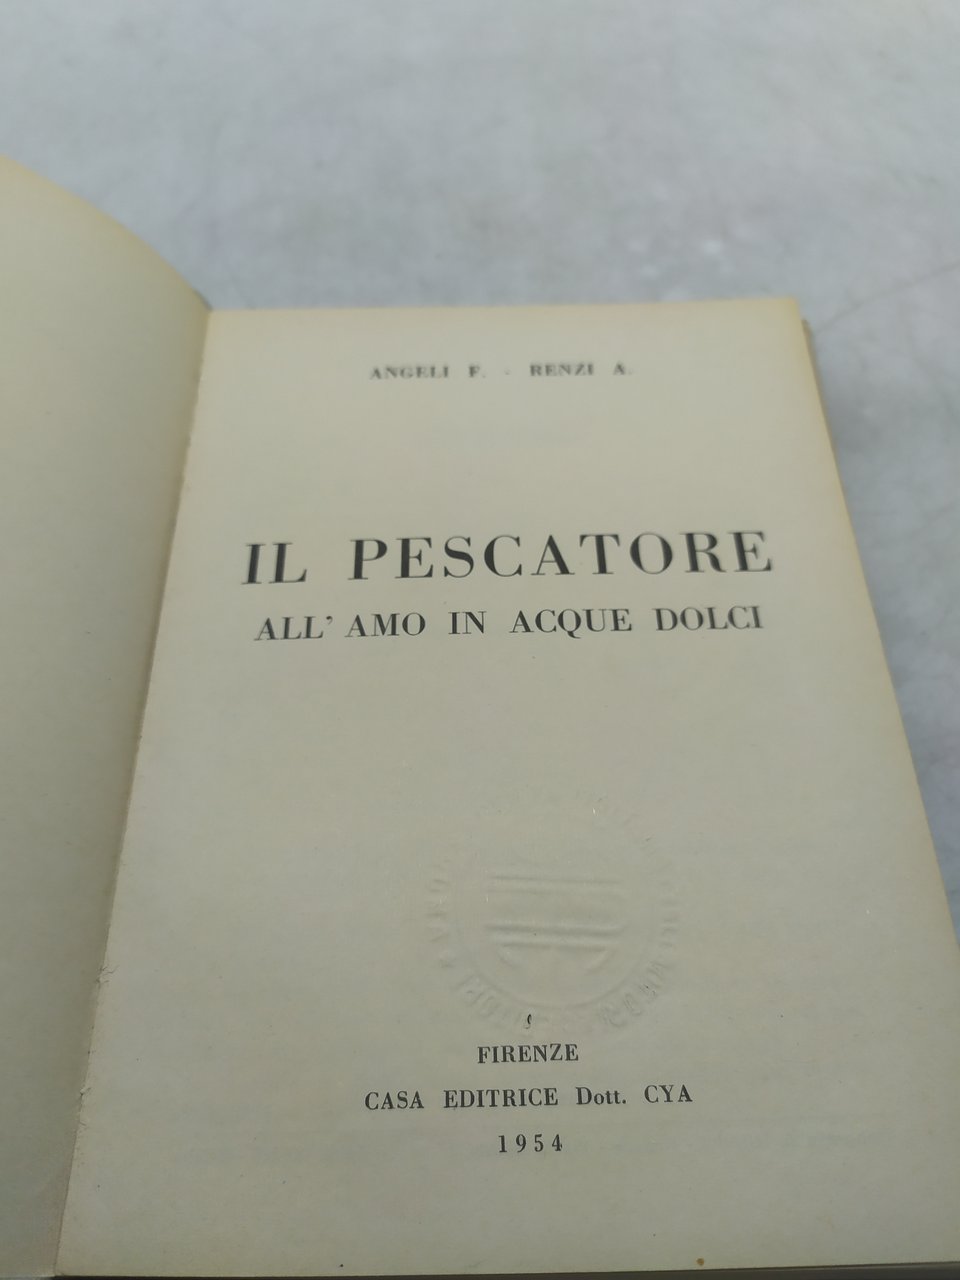 ANGELI F. - RENZI A.
IL PESCATORE
ALL' AMO IN ACQUE DOLCI
FIRENZE
CASA EDITRICE Dott. CYA
1954